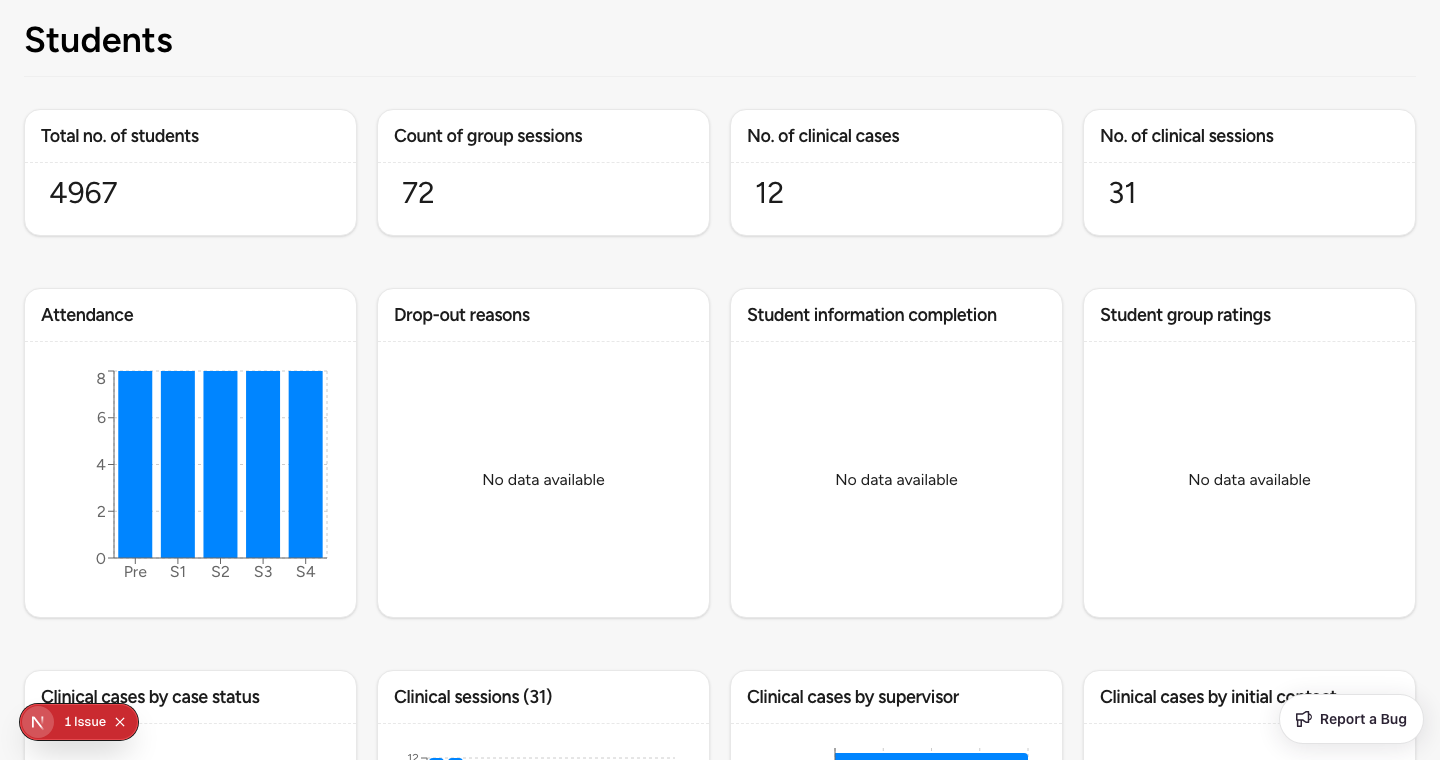 Students
Total no. of students
Count of group sessions
No. of clinical cases
No. of clinical sessions
4967
72
12
31
Attendance
Drop-out reasons
Student information completion
Student group ratings
8
6
4
2
0
Pre S1 S2 S3 S4
No data available
No data available
No data available
Clinical cases by case status
Clinical sessions (31)
Clinical cases by supervisor
Clinical cases by initial contact
12
N 1 Issue
Report a Bug